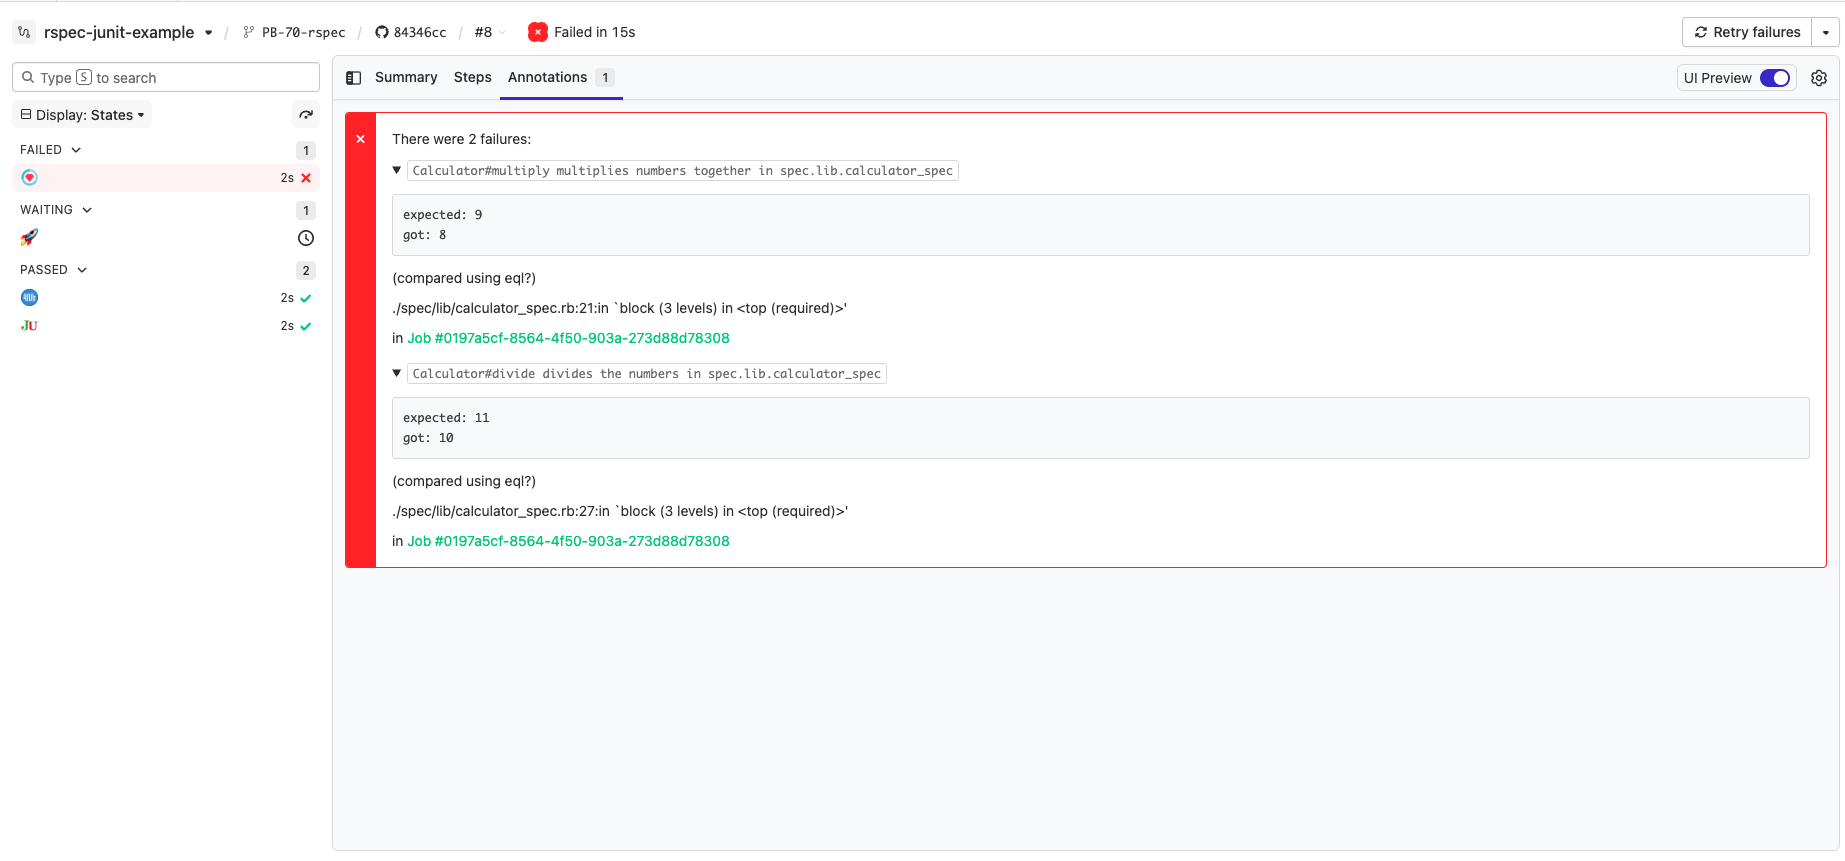 rspec-junit-example / PB-70-rspec / 84346cc / #8 Failed in 15s Retry failures
Type S to search
Display: States
FAILED 1
2s
WAITING 1
PASSED 2
2s
JU 2s
Summary Steps Annotations 1 UI Preview
There were 2 failures:
Calculator#multiply multiplies numbers together in spec.lib.calculator_spec
expected: 9
got: 8
(compared using eql?)
./spec/lib/calculator_spec.rb:21:in `block (3 levels) in <top (required)>'
in Job #0197a5cf-8564-4f50-903a-273d88d78308
Calculator#divide divides the numbers in spec.lib.calculator_spec
expected: 11
got: 10
(compared using eql?)
./spec/lib/calculator_spec.rb:27:in `block (3 levels) in <top (required)>'
in Job #0197a5cf-8564-4f50-903a-273d88d78308